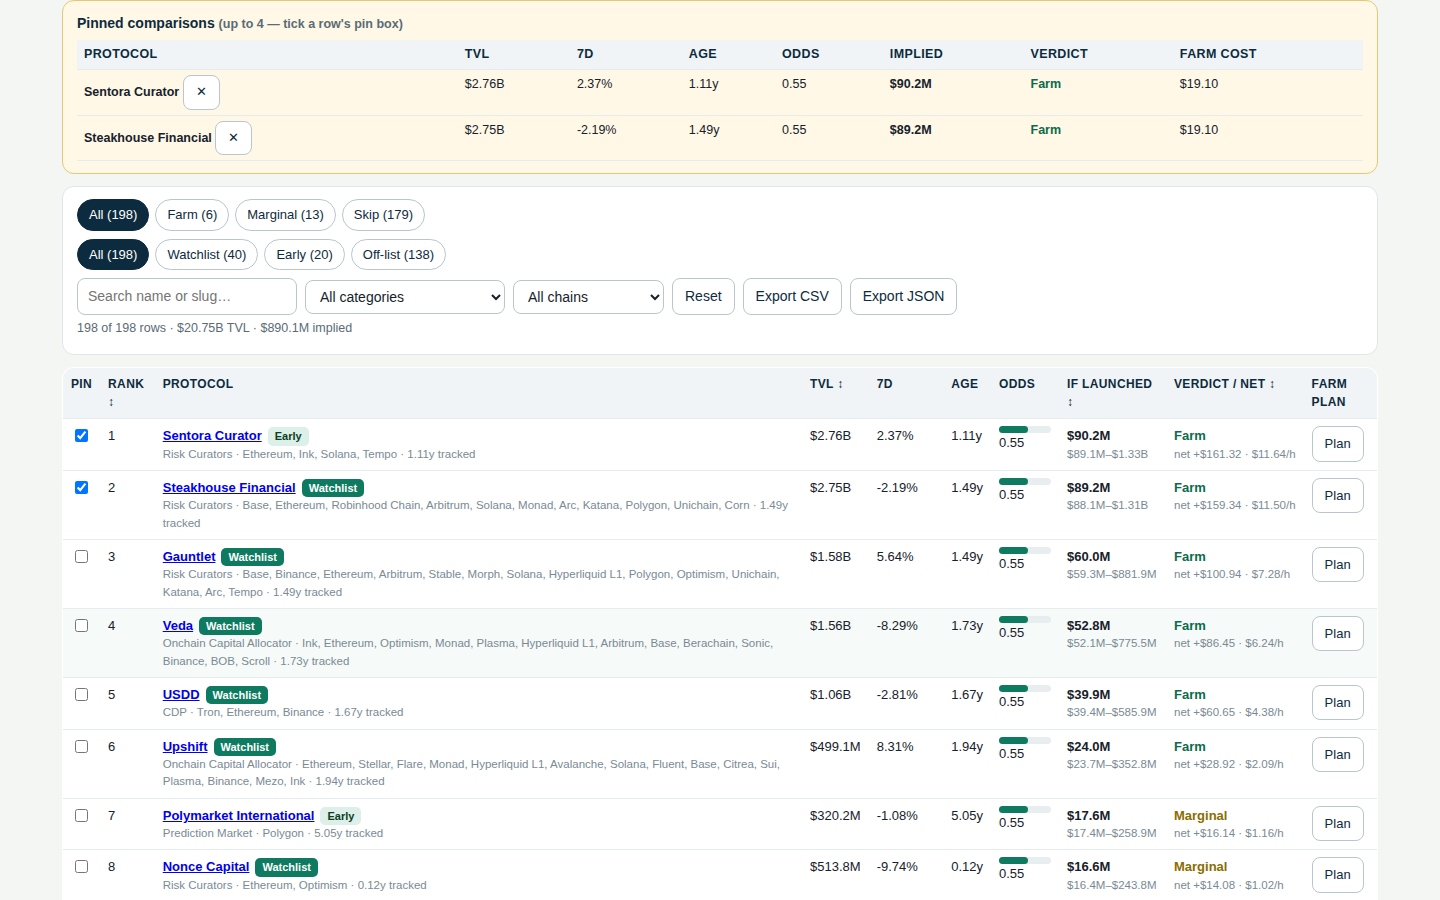 Pinned comparisons (up to 4 — tick a row's pin box)
PROTOCOL TVL 7D AGE ODDS IMPLIED VERDICT FARM COST
Sentora Curator ✕ $2.76B 2.37% 1.11y 0.55 $90.2M Farm $19.10
Steakhouse Financial ✕ $2.75B -2.19% 1.49y 0.55 $89.2M Farm $19.10
All (198) Farm (6) Marginal (13) Skip (179)
All (198) Watchlist (40) Early (20) Off-list (138)
Search name or slug… All categories All chains Reset Export CSV Export JSON
198 of 198 rows · $20.75B TVL · $890.1M implied
PIN RANK ↕ PROTOCOL TVL ↕ 7D AGE ODDS IF LAUNCHED ↕ VERDICT / NET ↕ FARM PLAN
1 Sentora Curator Early $2.76B 2.37% 1.11y 0.55 $90.2M Farm Plan
Risk Curators · Ethereum, Ink, Solana, Tempo · 1.11y tracked $89.1M–$1.33B net +$161.32 · $11.64/h
2 Steakhouse Financial Watchlist $2.75B -2.19% 1.49y 0.55 $89.2M Farm Plan
Risk Curators · Base, Ethereum, Robinhood Chain, Arbitrum, Solana, Monad, Arc, Katana, Polygon, Unichain, Corn · 1.49y $88.1M–$1.31B net +$159.34 · $11.50/h
tracked
3 Gauntlet Watchlist $1.58B 5.64% 1.49y 0.55 $60.0M Farm Plan
Risk Curators · Base, Binance, Ethereum, Arbitrum, Stable, Morph, Solana, Hyperliquid L1, Polygon, Optimism, Unichain, $59.3M–$881.9M net +$100.94 · $7.28/h
Katana, Arc, Tempo · 1.49y tracked
4 Veda Watchlist $1.56B -8.29% 1.73y 0.55 $52.8M Farm Plan
Onchain Capital Allocator · Ink, Ethereum, Optimism, Monad, Plasma, Hyperliquid L1, Arbitrum, Base, Berachain, Sonic, $52.1M–$775.5M net +$86.45 · $6.24/h
Binance, BOB, Scroll · 1.73y tracked
5 USDD Watchlist $1.06B -2.81% 1.67y 0.55 $39.9M Farm Plan
CDP · Tron, Ethereum, Binance · 1.67y tracked $39.4M–$585.9M net +$60.65 · $4.38/h
6 Upshift Watchlist $499.1M 8.31% 1.94y 0.55 $24.0M Farm Plan
Onchain Capital Allocator · Ethereum, Stellar, Flare, Monad, Hyperliquid L1, Avalanche, Solana, Fluent, Base, Citrea, Sui, $23.7M–$352.8M net +$28.92 · $2.09/h
Plasma, Binance, Mezo, Ink · 1.94y tracked
7 Polymarket International Early $320.2M -1.08% 5.05y 0.55 $17.6M Marginal Plan
Prediction Market · Polygon · 5.05y tracked $17.4M–$258.9M net +$16.14 · $1.16/h
8 Nonce Capital Watchlist $513.8M -9.74% 0.12y 0.55 $16.6M Marginal Plan
Risk Curators · Ethereum, Optimism · 0.12y tracked $16.4M–$243.8M net +$14.08 · $1.02/h